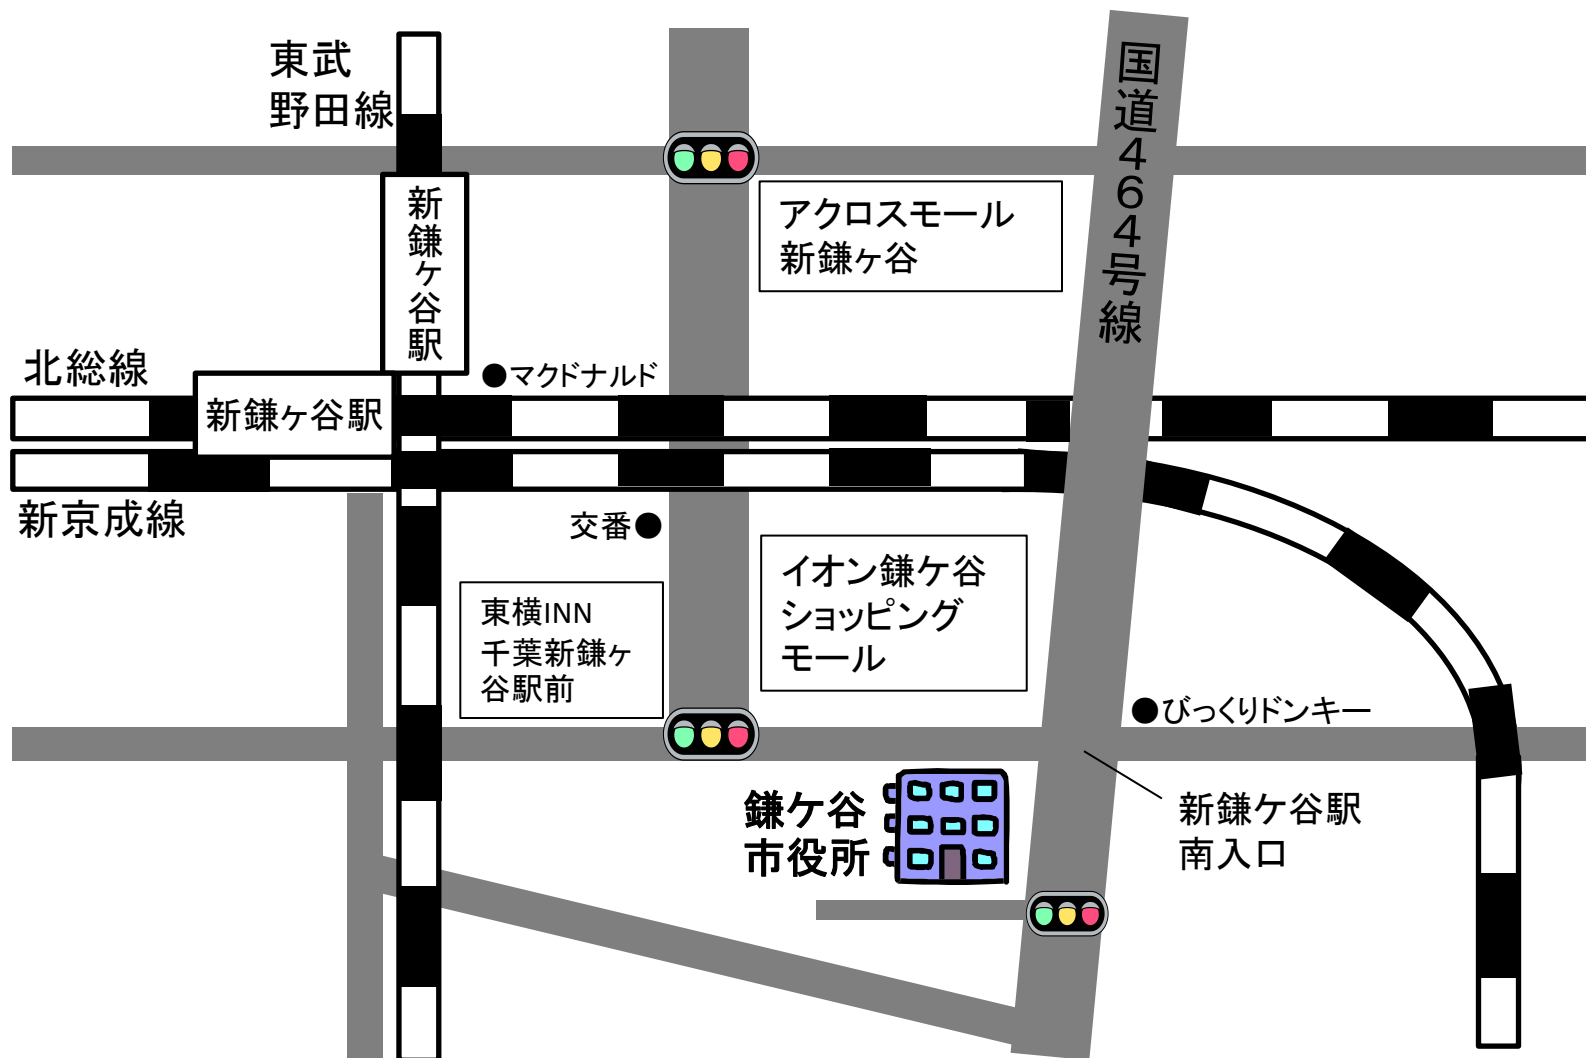 東武
野田線
国道464号線
新鎌ヶ谷駅
アクロスモール
新鎌ヶ谷
北総線
●マクドナルド
新鎌ヶ谷駅
新京成線
交番●
イオン鎌ケ谷
ショッピング
モール
東横INN
千葉新鎌ヶ
谷駅前
●びっくりドンキー
鎌ケ谷
市役所
新鎌ケ谷駅
南入口